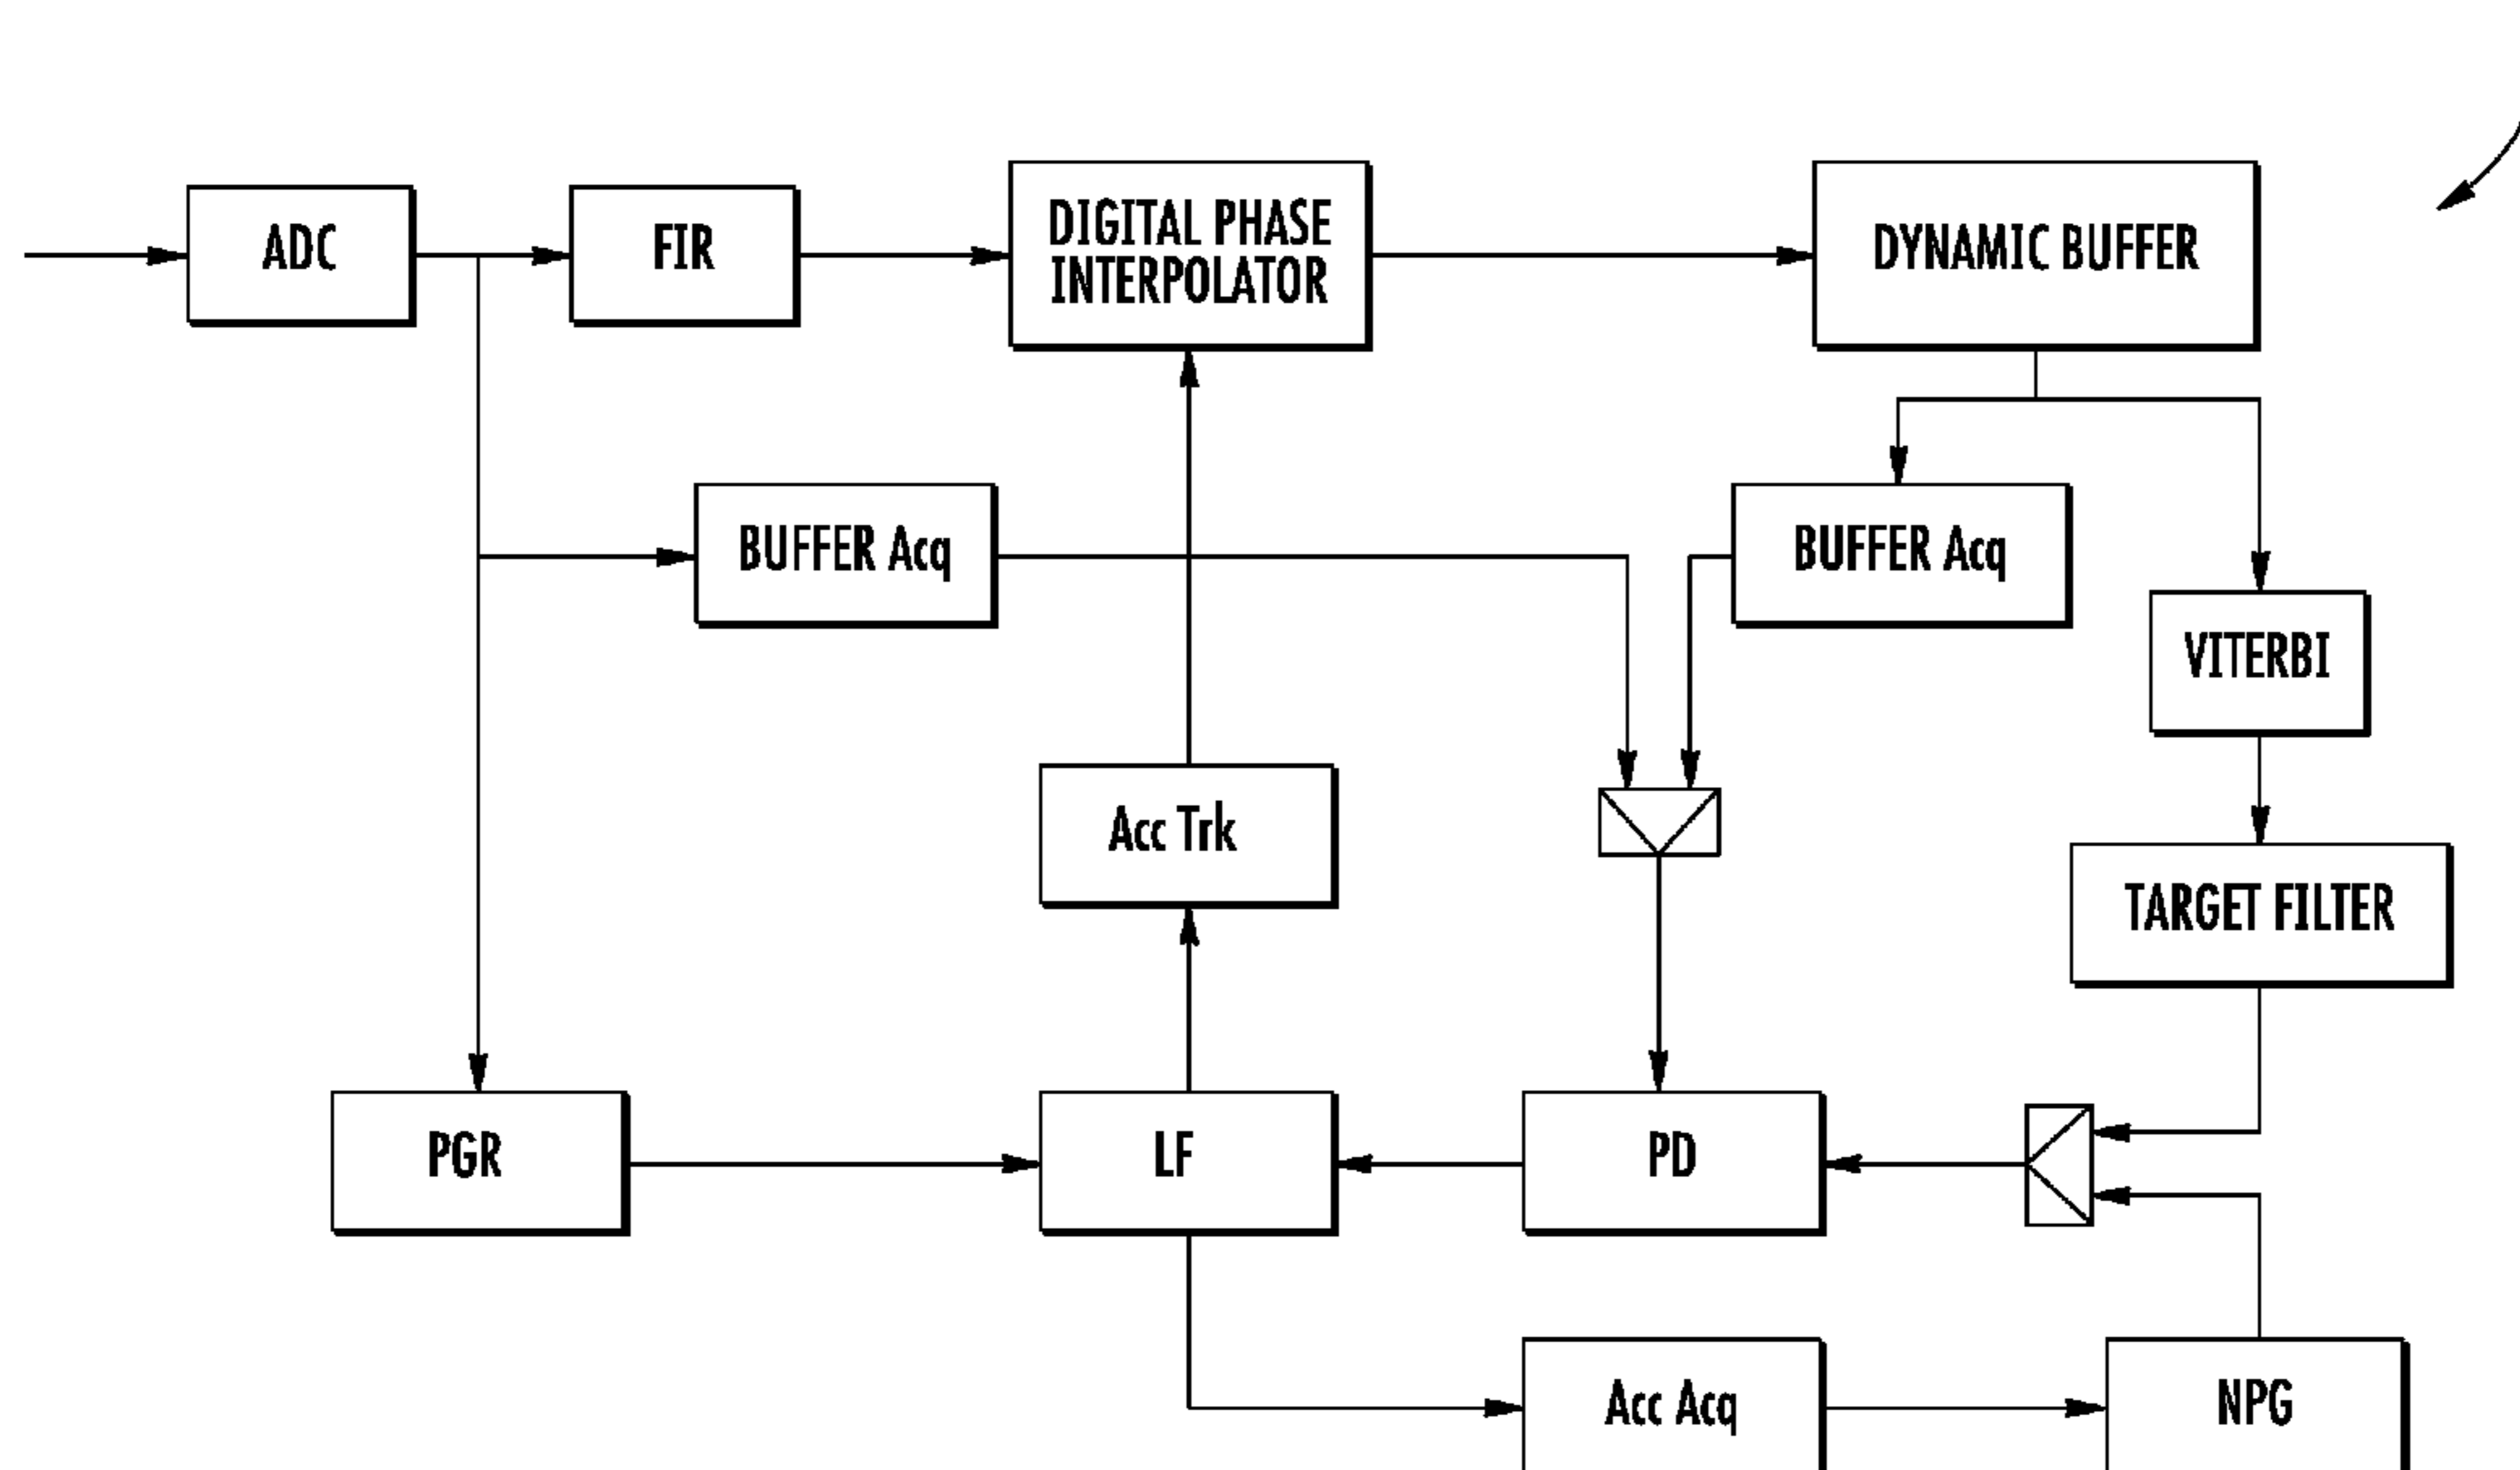 ADC
FIR
DIGITAL PHASE
INTERPOLATOR
DYNAMIC BUFFER
BUFFER Acq
BUFFER Acq
VITERBI
Acc Trk
TARGET FILTER
PGR
LF
PD
Acc Acq
NPG